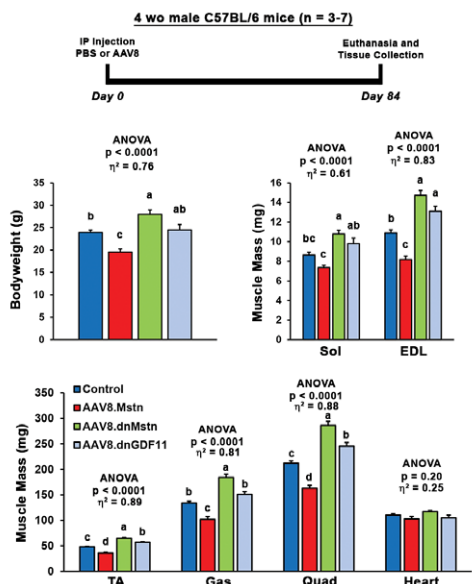 4 wo male C57BL/6 mice (n = 3-7)
IP Injection
PBS or AAV8
Euthanasia and
Tissue Collection
Day 0
Day 84
ANOVA
p < 0.0001
η² = 0.76
Bodyweight (g)
35
30
25
20
15
10
5
0
b
c
a
ab
ANOVA
p < 0.0001
η² = 0.61
ANOVA
p < 0.0001
η² = 0.83
Muscle Mass (mg)
16
14
12
10
8
6
4
2
0
bc
c
a
ab
b
c
a
a
Sol
EDL
Control
AAV8.Mstn
AAV8.dnMstn
AAV8.dnGDF11
Muscle Mass (mg)
350
300
250
200
150
100
50
0
ANOVA
p < 0.0001
η² = 0.89
c
d
a
b
ANOVA
p < 0.0001
η² = 0.81
b
c
a
b
ANOVA
p < 0.0001
η² = 0.88
c
d
a
b
ANOVA
p = 0.20
η² = 0.25
TA
Gas
Quad
Heart